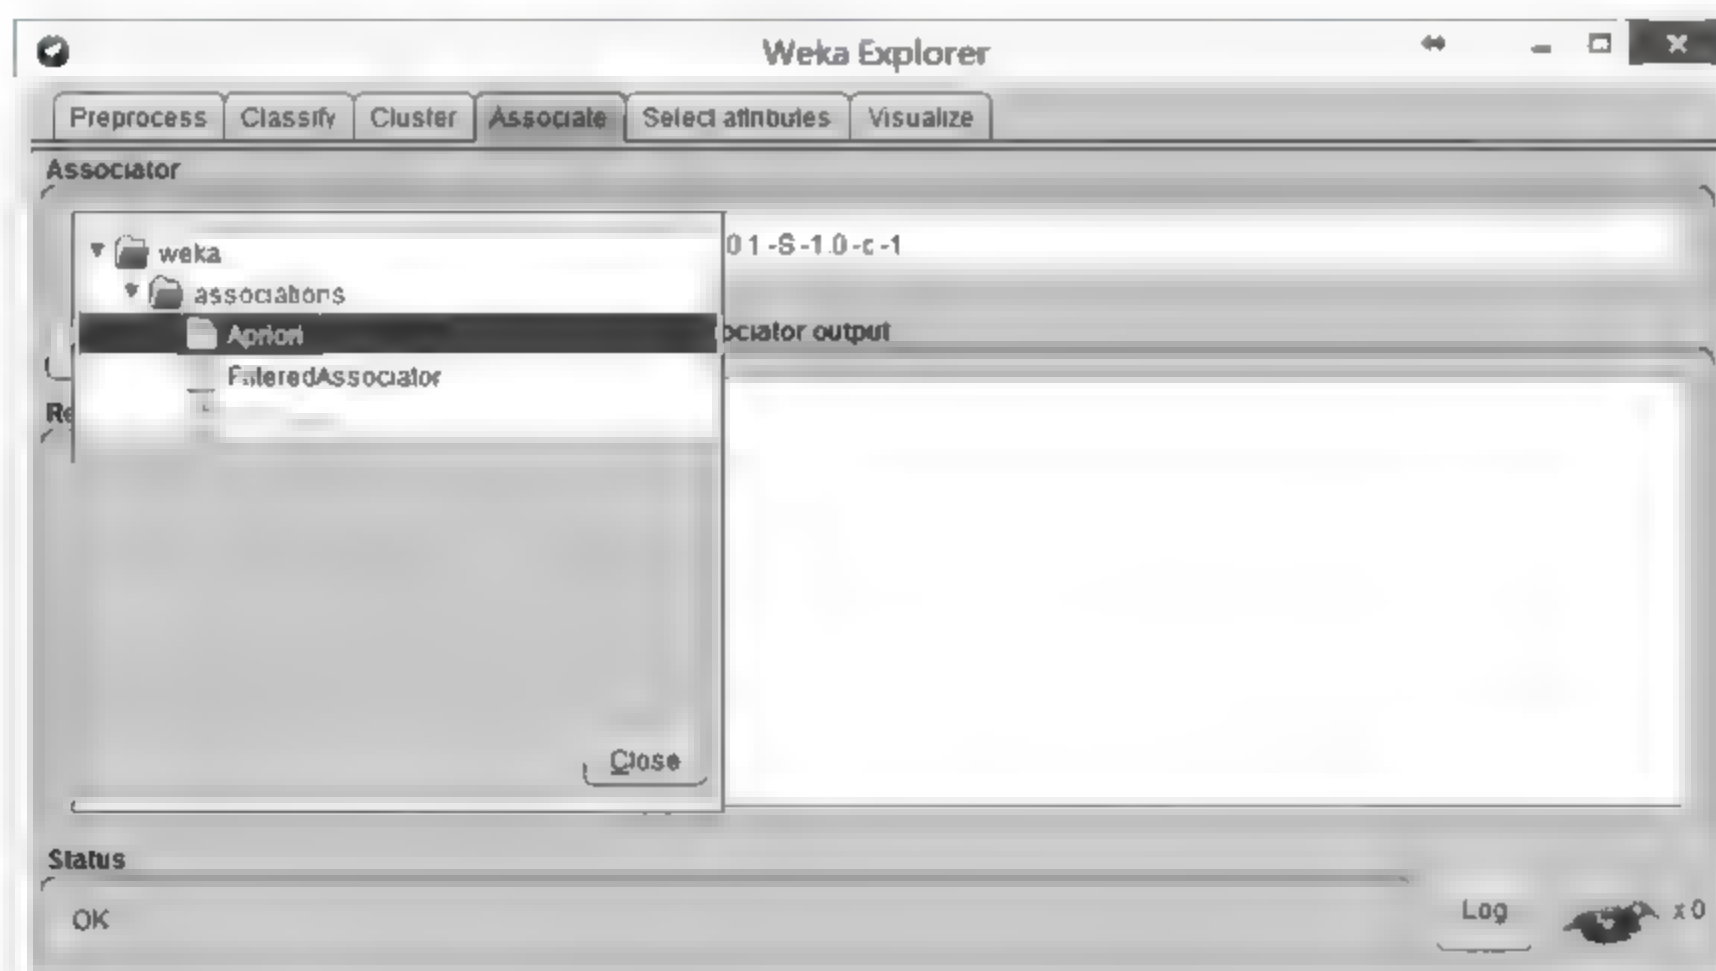 Weka Explorer
Preprocess Classify Cluster Associate Select attributes Visualize
Associator
weka
0 1 -S -1.0 -c -1
associations
Apriori
ociator output
FilteredAssociator
Re
Close
Status
OK
Log
x 0